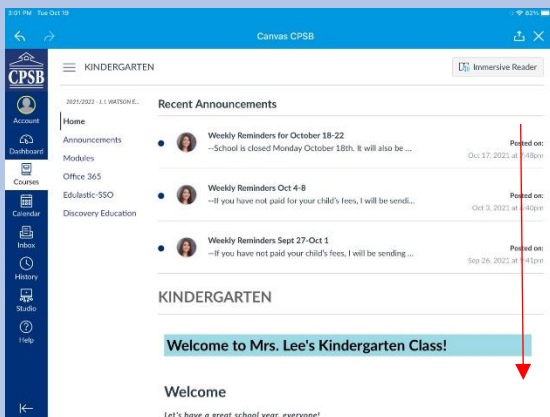 3:01 PM Tue Oct 19
82%
Canvas CPSB
CPSB
KINDERGARTEN
Immersive Reader
Account
Dashboard
Courses
Calendar
Inbox
History
Studio
Help
2021/2022 - J. I. WATSON E...
Home
Announcements
Modules
Office 365
Edulastic-SSO
Discovery Education
Recent Announcements
Weekly Reminders for October 18-22
--School is closed Monday October 18th. It will also be ...
Posted on:
Oct 17, 2021 at 7:48pm
Weekly Reminders Oct 4-8
--If you have not paid for your child's fees, I will be sendi...
Posted on:
Oct 3, 2021 at 6:40pm
Weekly Reminders Sept 27-Oct 1
--If you have not paid your child's fees, I will be sending ...
Posted on:
Sep 26, 2021 at 9:41pm
KINDERGARTEN
Welcome to Mrs. Lee's Kindergarten Class!
Welcome
Let's have a great school year, everyone!